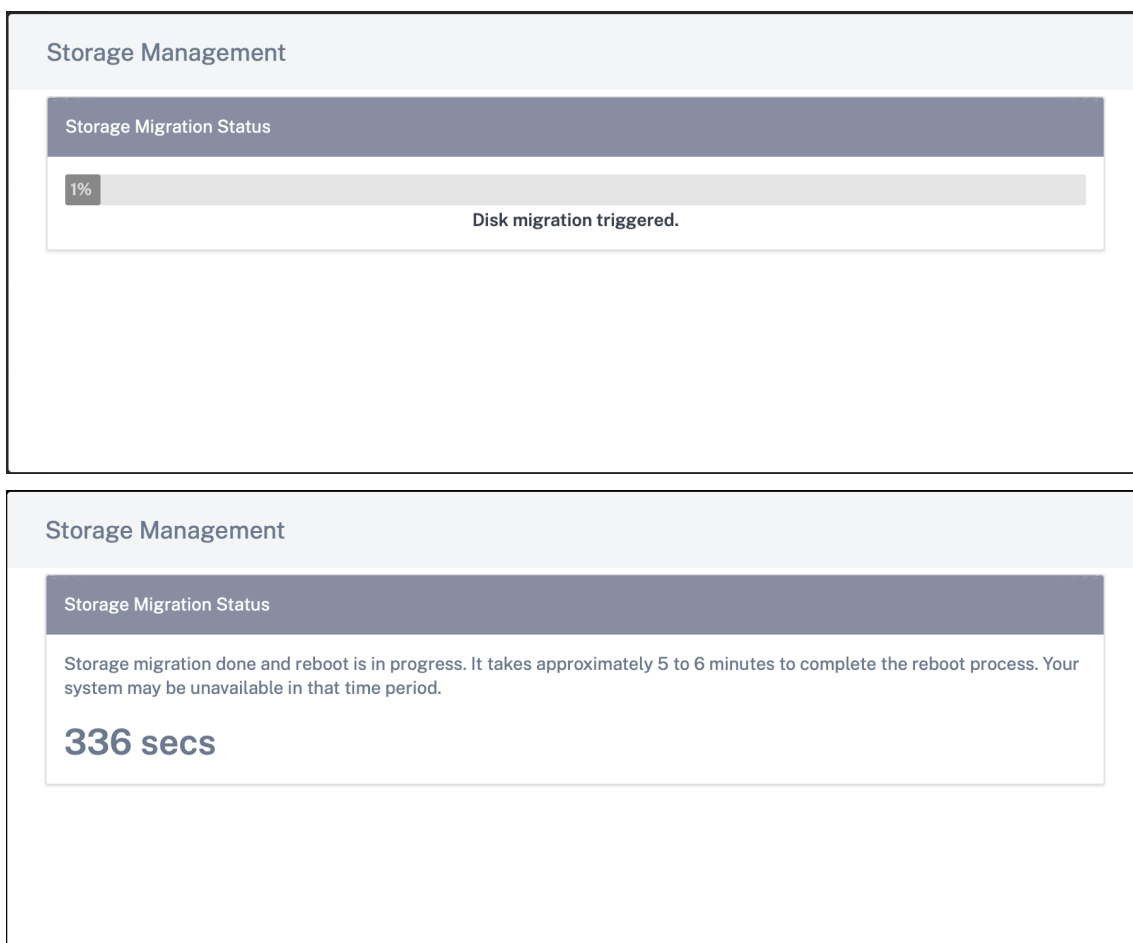 Storage Management
Storage Migration Status
1%
Disk migration triggered.
Storage Management
Storage Migration Status
Storage migration done and reboot is in progress. It takes approximately 5 to 6 minutes to complete the reboot process. Your
system may be unavailable in that time period.
336 secs